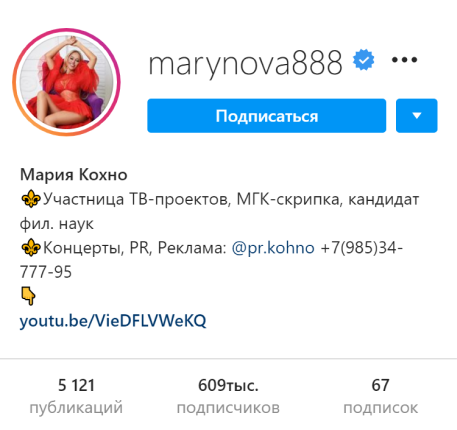 marynova888
Подписаться
Мария Кохно
⚜Участница ТВ-проектов, МГК-скрипка, кандидат
фил. наук
⚜Концерты, PR, Реклама: @pr.kohno +7(985)34-
777-95
👇
youtu.be/VieDFLVWeKQ
5 121 609тыс. 67
публикаций подписчиков подписок